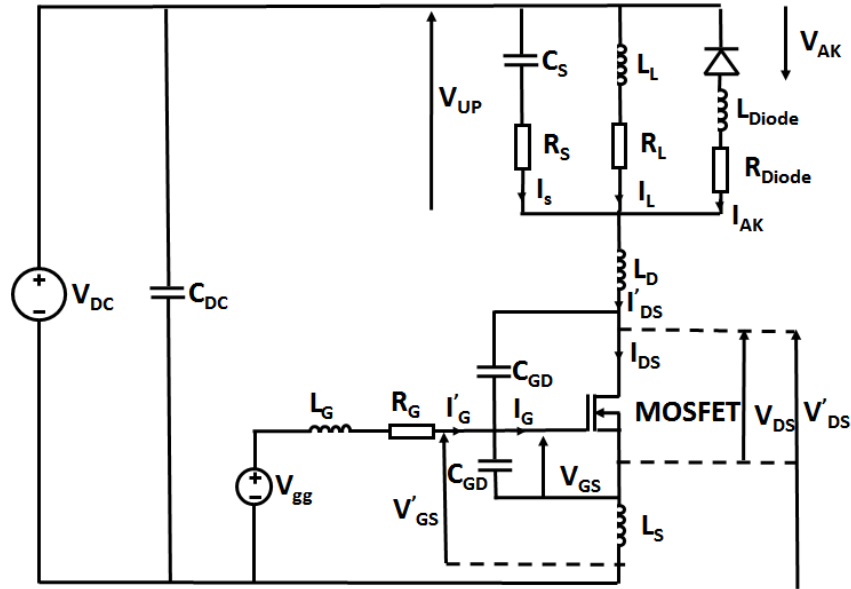 V_AK
C_S
L_L
V_UP
L_Diode
R_S
R_L
R_Diode
I_s
I_L
I_AK
V_DC
C_DC
L_D
I'_DS
I_DS
C_GD
L_G
R_G
I'_G
I_G
MOSFET
V_DS
V'_DS
C_GD
V_gg
V_GS
V'_GS
L_S